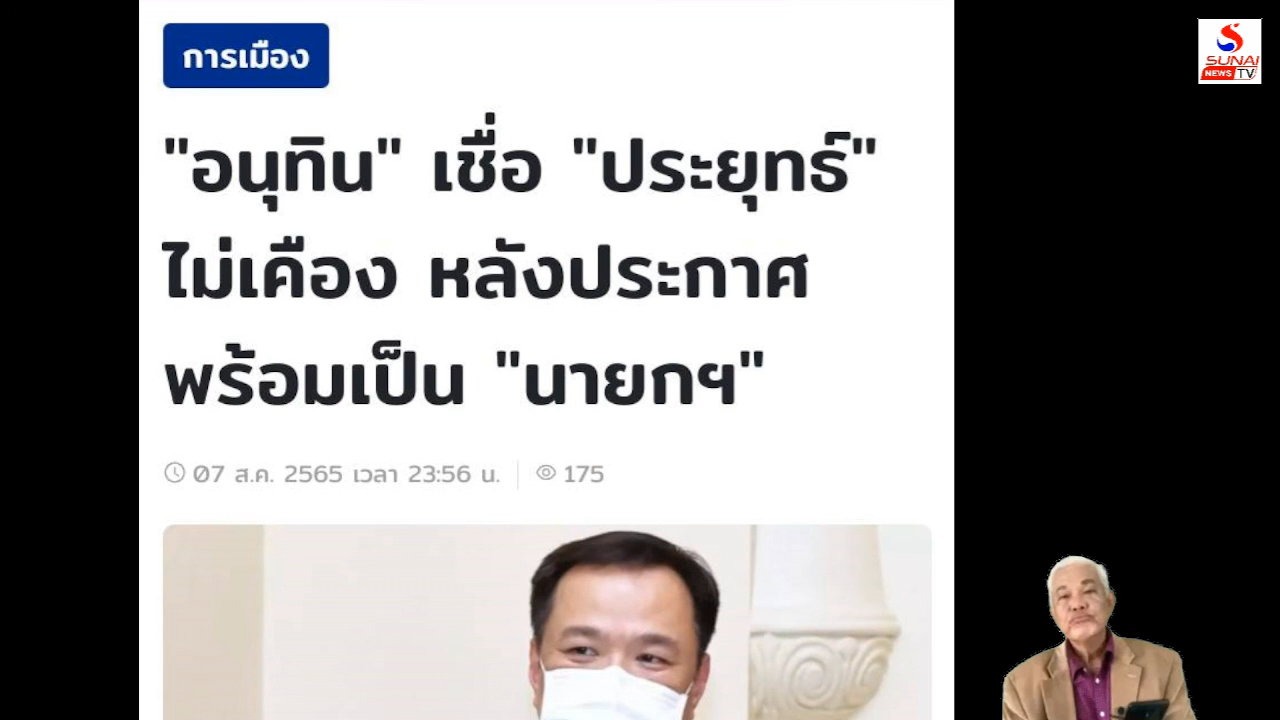 การเมือง
"อนุทิน" เชื่อ "ประยุทธ์"
ไม่เคือง หลังประกาศ
พร้อมเป็น "นายกฯ"
07 ส.ค. 2565 เวลา 23:56 น. 175
SUNAI
NEWS TV